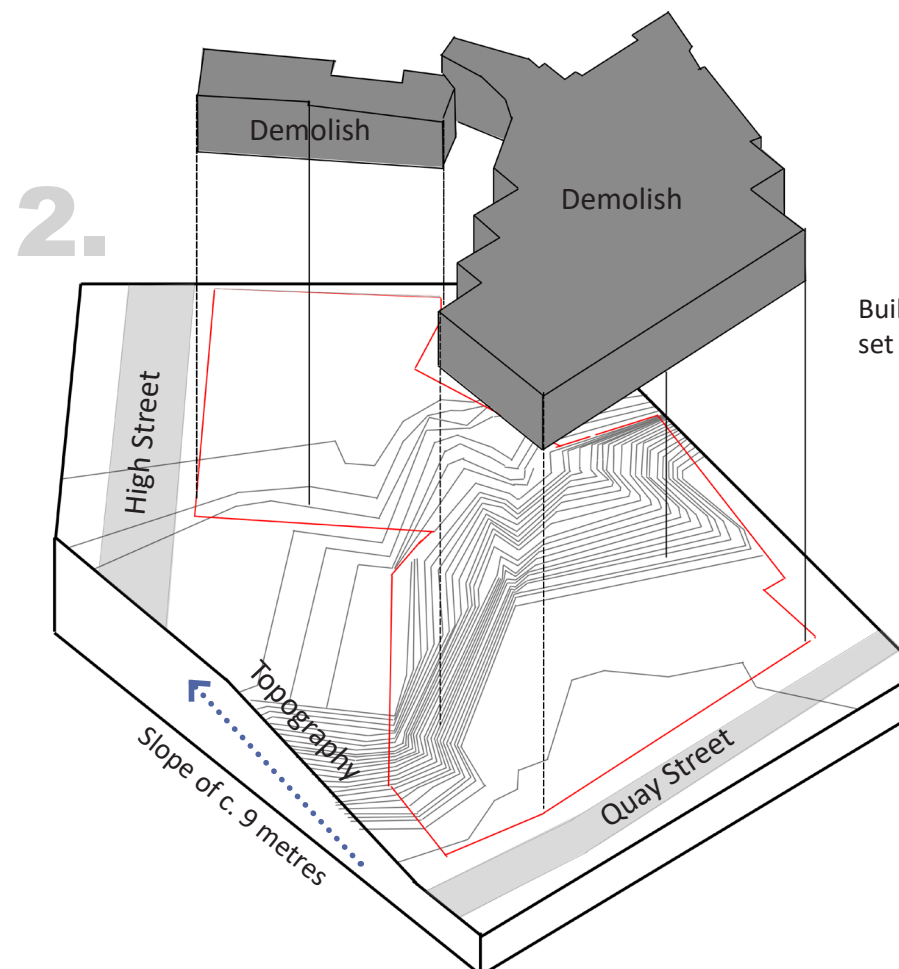 Demolish
Demolish
2.
Buil
set
High Street
Topography
Slope of c. 9 metres
Quay Street